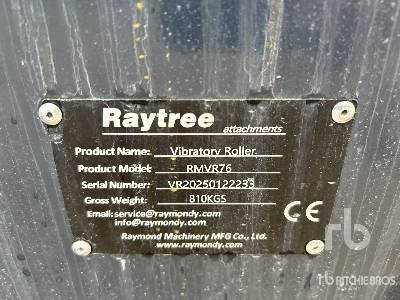 Raytree
attachments
Product Name: Vibratory Roller
Product Model: RMVR76
Serial Number: VR20250122233
Gross Weight: 810KGS
Email:service@raymondy.com
info@raymondy.com
CE
Raymond Machinery MFG Co., Ltd.
www.raymondy.com
rb
RITCHIE BROS.